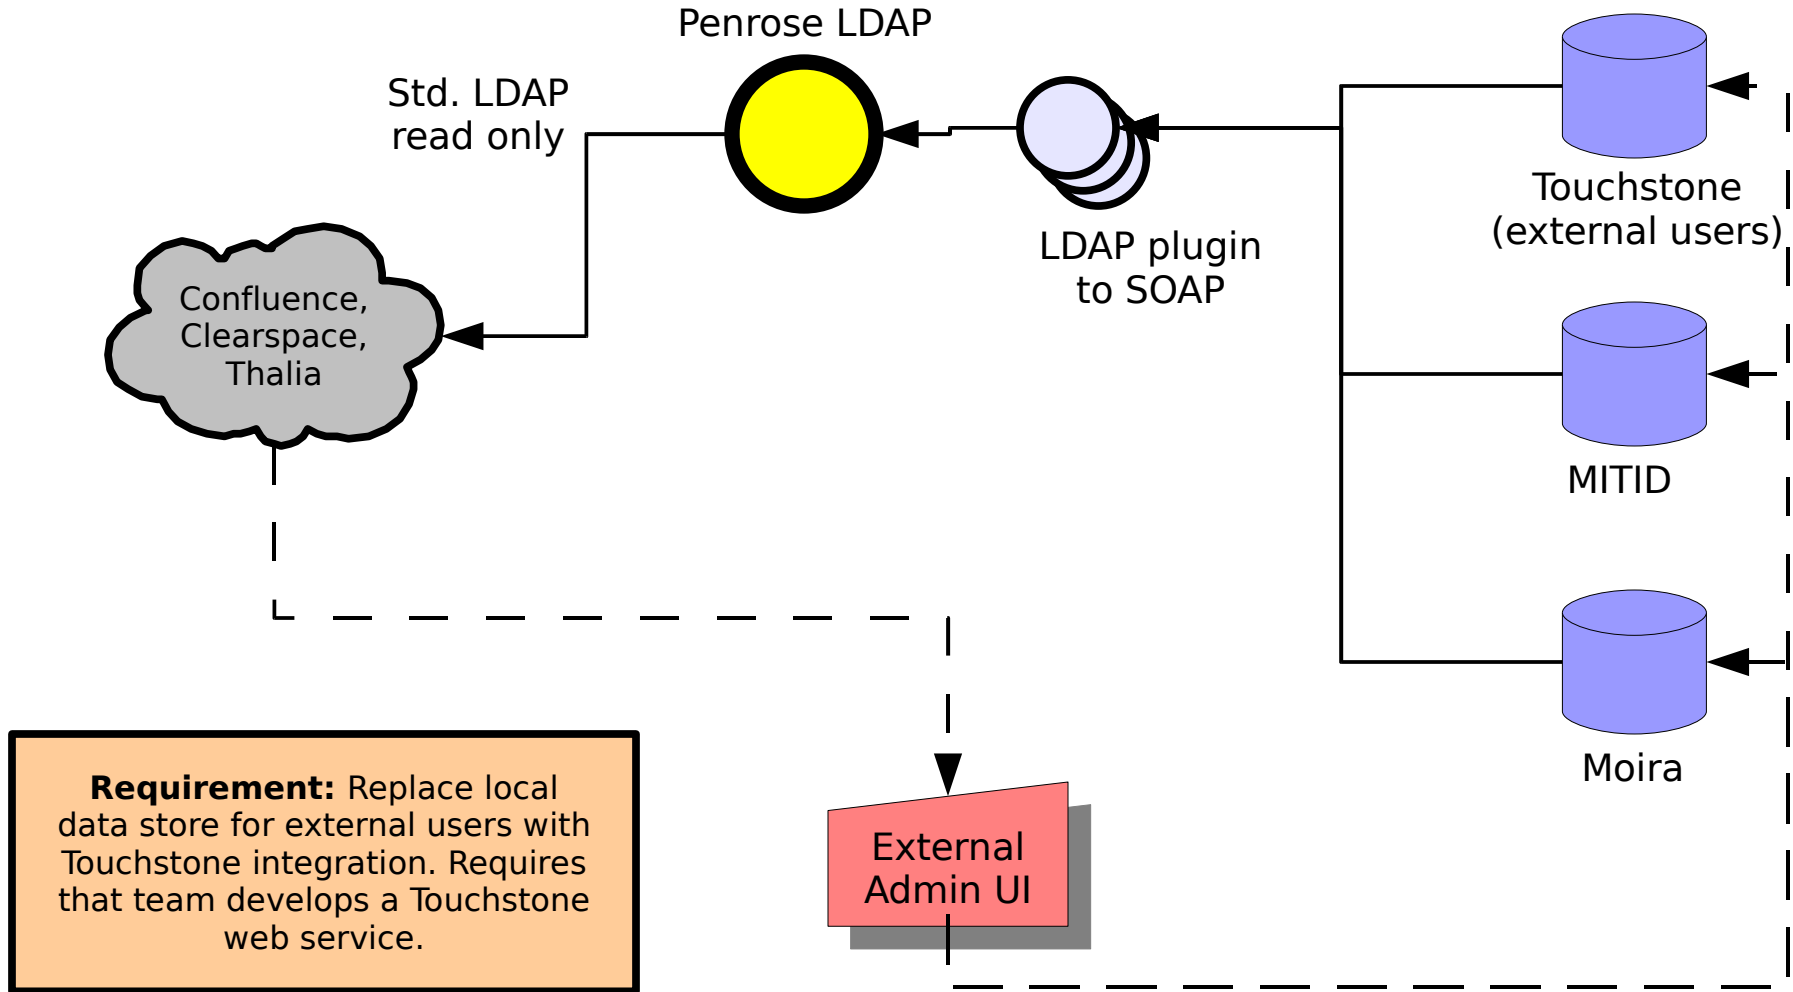 Penrose LDAP
Std. LDAP
read only
Touchstone
(external users)
LDAP plugin
to SOAP
Confluence,
Clearspace,
Thalia
MITID
Moira
Requirement: Replace local
data store for external users with
Touchstone integration. Requires
that team develops a Touchstone
web service.
External
Admin UI